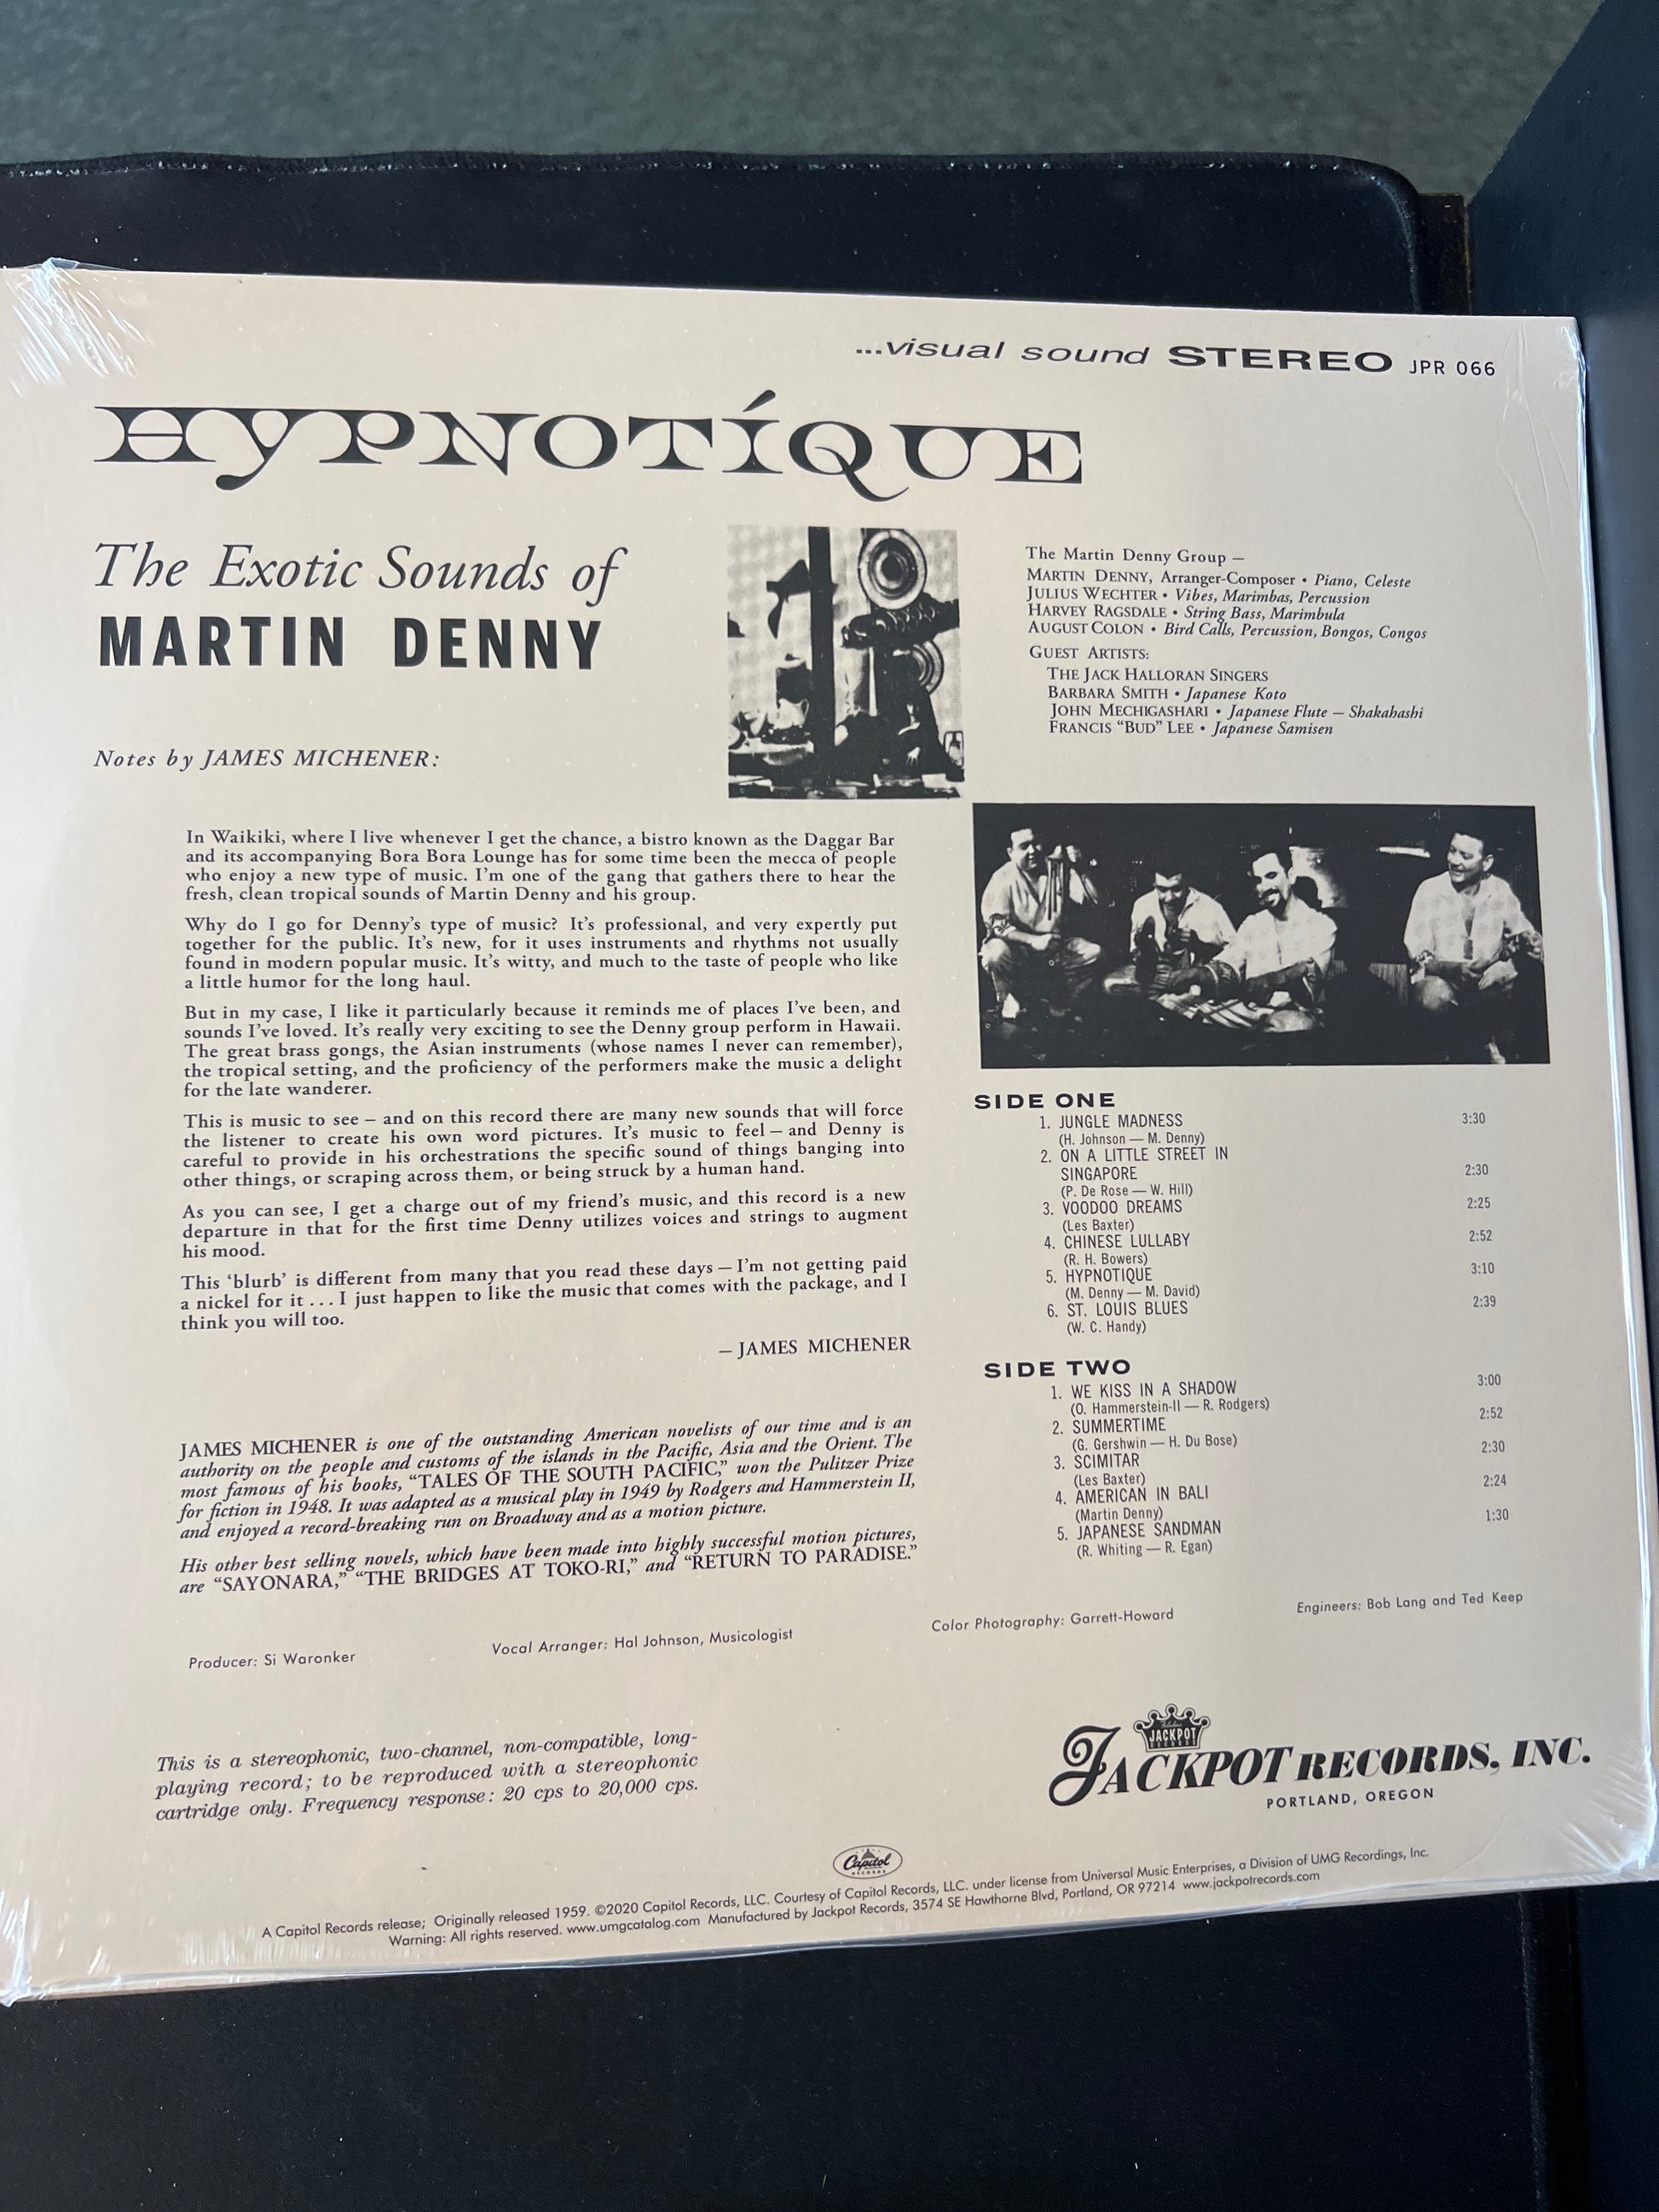 ...visual sound STEREO JPR 066
HYPNOTÍQUE
The Exotic Sounds of
MARTIN DENNY
The Martin Denny Group –
MARTIN DENNY, Arranger-Composer • Piano, Celeste
JULIUS WECHTER • Vibes, Marimbas, Percussion
HARVEY RAGSDALE • String Bass, Marimbula
AUGUST COLON • Bird Calls, Percussion, Bongos, Congos
GUEST ARTISTS:
THE JACK HALLORAN SINGERS
BARBARA SMITH • Japanese Koto
JOHN MECHIGASHARI • Japanese Flute – Shakahashi
FRANCIS “BUD” LEE • Japanese Samisen
Notes by JAMES MICHENER:
In Waikiki, where I live whenever I get the chance, a bistro known as the Daggar Bar
and its accompanying Bora Bora Lounge has for some time been the mecca of people
who enjoy a new type of music. I’m one of the gang that gathers there to hear the
fresh, clean tropical sounds of Martin Denny and his group.
Why do I go for Denny’s type of music? It’s professional, and very expertly put
together for the public. It’s new, for it uses instruments and rhythms not usually
found in modern popular music. It’s witty, and much to the taste of people who like
a little humor for the long haul.
But in my case, I like it particularly because it reminds me of places I’ve been, and
sounds I’ve loved. It’s really very exciting to see the Denny group perform in Hawaii.
The great brass gongs, the Asian instruments (whose names I never can remember),
the tropical setting, and the proficiency of the performers make the music a delight
for the late wanderer.
This is music to see – and on this record there are many new sounds that will force
the listener to create his own word pictures. It’s music to feel – and Denny is
careful to provide in his orchestrations the specific sound of things banging into
other things, or scraping across them, or being struck by a human hand.
As you can see, I get a charge out of my friend’s music, and this record is a new
departure in that for the first time Denny utilizes voices and strings to augment
his mood.
This ‘blurb’ is different from many that you read these days – I’m not getting paid
a nickel for it . . . I just happen to like the music that comes with the package, and I
think you will too.
– JAMES MICHENER
JAMES MICHENER is one of the outstanding American novelists of our time and is an
authority on the people and customs of the islands in the Pacific, Asia and the Orient. The
most famous of his books, “TALES OF THE SOUTH PACIFIC,” won the Pulitzer Prize
for fiction in 1948. It was adapted as a musical play in 1949 by Rodgers and Hammerstein II,
and enjoyed a record-breaking run on Broadway and as a motion picture.
His other best selling novels, which have been made into highly successful motion pictures,
are “SAYONARA,” “THE BRIDGES AT TOKO-RI,” and “RETURN TO PARADISE.”
SIDE ONE
1. JUNGLE MADNESS 3:30
(H. Johnson — M. Denny)
2. ON A LITTLE STREET IN
SINGAPORE 2:30
(P. De Rose — W. Hill)
3. VOODOO DREAMS 2:25
(Les Baxter)
4. CHINESE LULLABY 2:52
(R. H. Bowers)
5. HYPNOTIQUE 3:10
(M. Denny — M. David)
6. ST. LOUIS BLUES 2:39
(W. C. Handy)
SIDE TWO
1. WE KISS IN A SHADOW 3:00
(O. Hammerstein-II — R. Rodgers)
2. SUMMERTIME 2:52
(G. Gershwin — H. Du Bose)
3. SCIMITAR 2:30
(Les Baxter)
4. AMERICAN IN BALI 2:24
(Martin Denny)
5. JAPANESE SANDMAN 1:30
(R. Whiting — R. Egan)
Producer: Si Waronker Vocal Arranger: Hal Johnson, Musicologist Color Photography: Garrett-Howard Engineers: Bob Lang and Ted Keep
This is a stereophonic, two-channel, non-compatible, long-
playing record; to be reproduced with a stereophonic
cartridge only. Frequency response: 20 cps to 20,000 cps.
JACKPOT
RECORDS
JACKPOT RECORDS, INC.
PORTLAND, OREGON
Capitol
RECORDS
A Capitol Records release; Originally released 1959. ©2020 Capitol Records, LLC. Courtesy of Capitol Records, LLC. under license from Universal Music Enterprises, a Division of UMG Recordings, Inc.
Warning: All rights reserved. www.umgcatalog.com Manufactured by Jackpot Records, 3574 SE Hawthorne Blvd, Portland, OR 97214 www.jackpotrecords.com